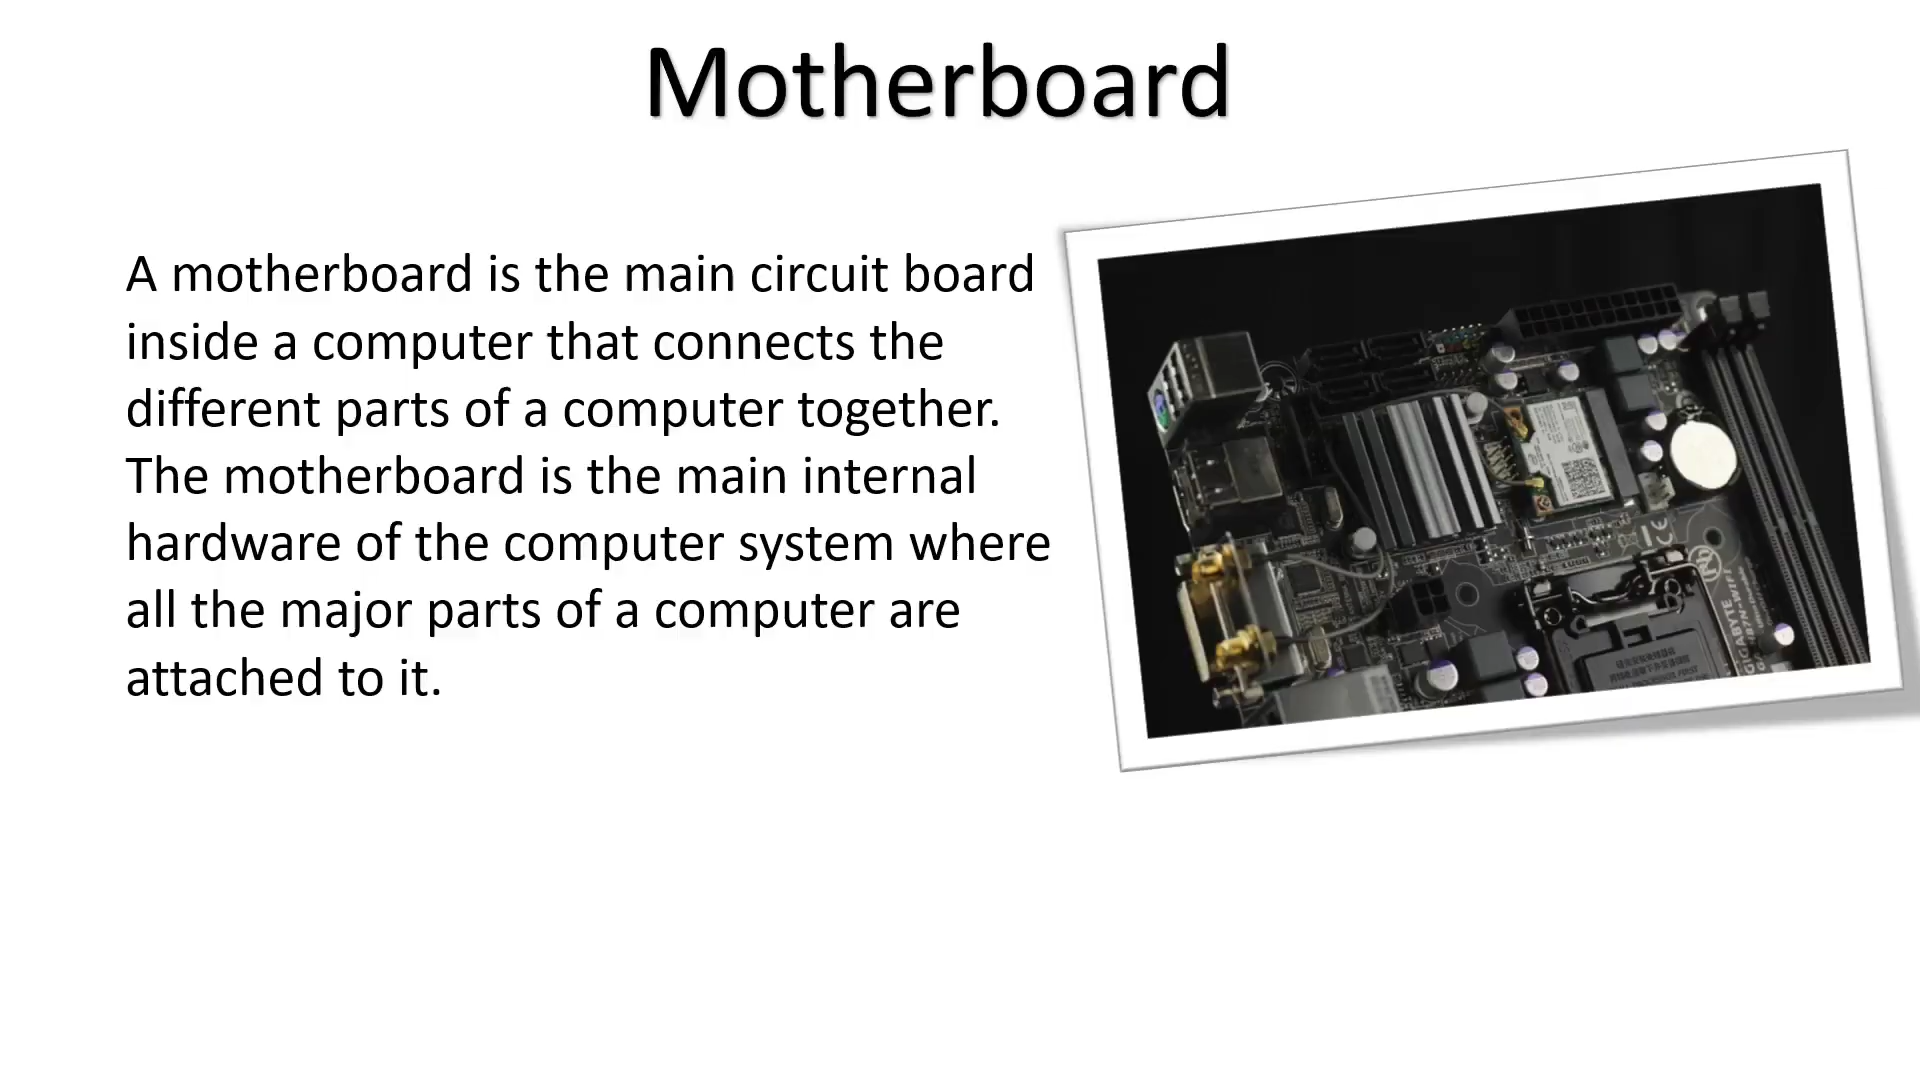 Motherboard
A motherboard is the main circuit board
inside a computer that connects the
different parts of a computer together.
The motherboard is the main internal
hardware of the computer system where
all the major parts of a computer are
attached to it.
GIGABYTE